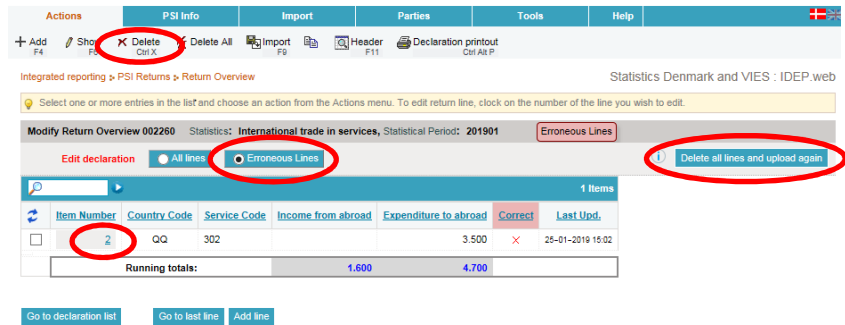 Actions PSI Info Import Parties Tools Help
Add F4 Show Delete Ctrl X Delete All Import F9 Header F11 Declaration printout Ctrl Alt P
Integrated reporting PSI Returns Return Overview Statistics Denmark and VIES : IDEP.web
Select one or more entries in the list and choose an action from the Actions menu. To edit return line, clock on the number of the line you wish to edit.
Modify Return Overview 002260 Statistics: International trade in services, Statistical Period: 201901 Erroneous Lines
Edit declaration All lines Erroneous Lines Delete all lines and upload again
1 Items
Item Number Country Code Service Code Income from abroad Expenditure to abroad Correct Last Upd.
2 QQ 302 3.500 25-01-2019 15:02
Running totals: 1.600 4.700
Go to declaration list Go to last line Add line